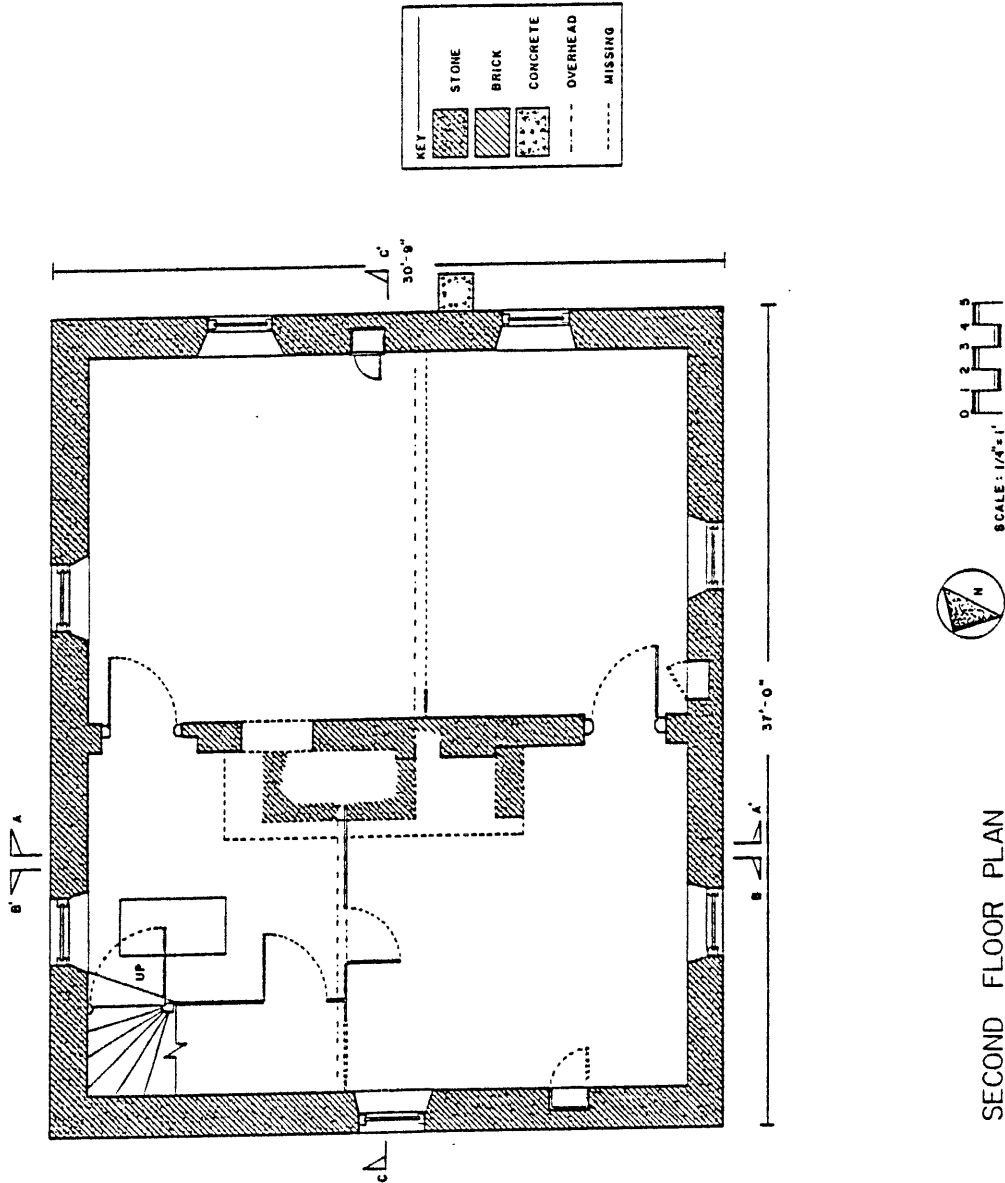 KEY
STONE
BRICK
CONCRETE
OVERHEAD
MISSING
B'
A
UP
C
C'
30'-9"
B
A'
37'-0"
SECOND FLOOR PLAN
N
SCALE: 1/4"=1'
0 1 2 3 4 5